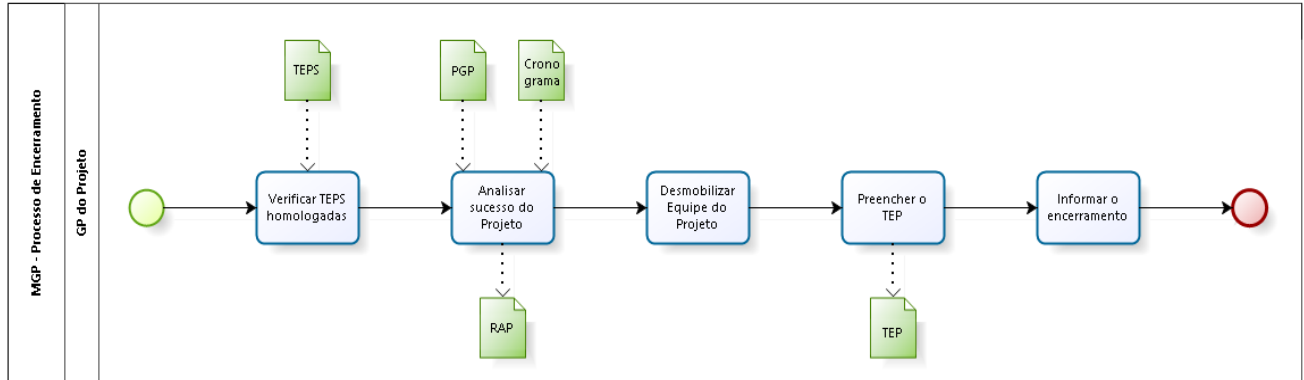 MGP - Processo de Encerramento
GP do Projeto
TEPS
PGP
Crono
grama
Verificar TEPS
homologadas
Analisar
sucesso do
Projeto
Desmobilizar
Equipe do
Projeto
Preencher o
TEP
Informar o
encerramento
RAP
TEP